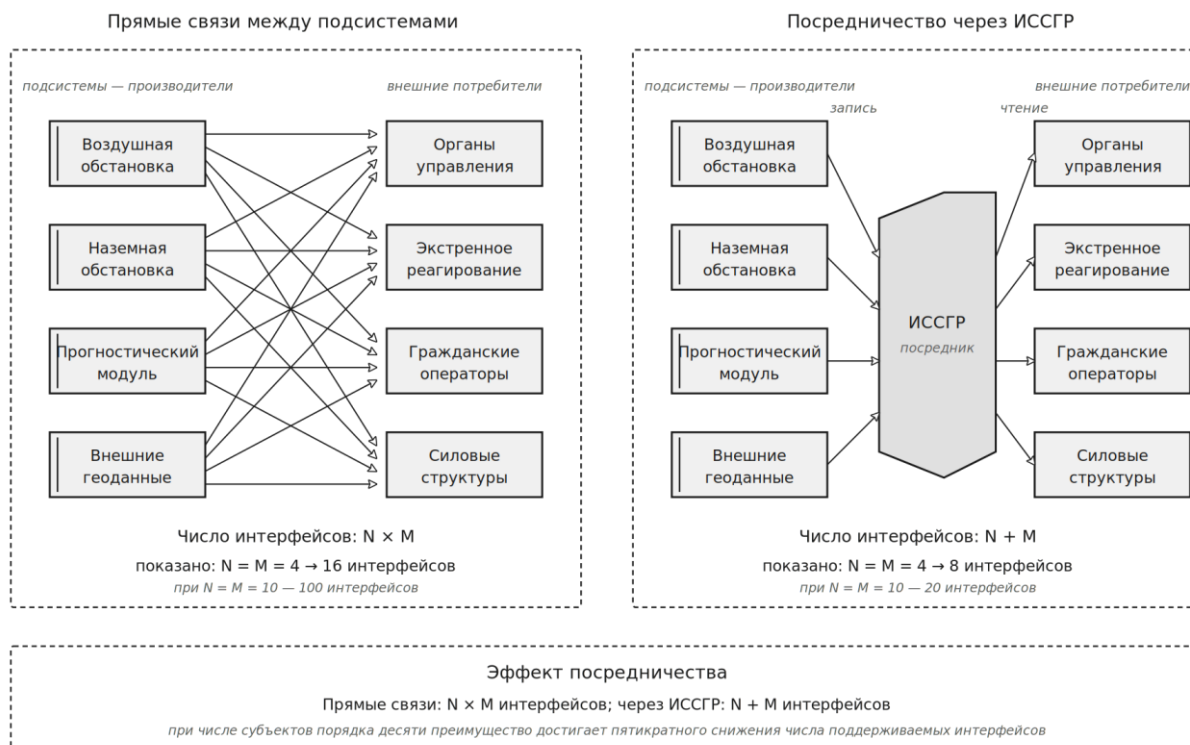 Прямые связи между подсистемами
подсистемы — производители
внешние потребители
Воздушная
обстановка
Наземная
обстановка
Прогностический
модуль
Внешние
геоданные
Органы
управления
Экстренное
реагирование
Гражданские
операторы
Силовые
структуры
Число интерфейсов: N × M
показано: N = M = 4 → 16 интерфейсов
при N = M = 10 — 100 интерфейсов
Посредничество через ИССГР
подсистемы — производители
внешние потребители
запись
чтение
Воздушная
обстановка
Наземная
обстановка
Прогностический
модуль
Внешние
геоданные
ИССГР
посредник
Органы
управления
Экстренное
реагирование
Гражданские
операторы
Силовые
структуры
Число интерфейсов: N + M
показано: N = M = 4 → 8 интерфейсов
при N = M = 10 — 20 интерфейсов
Эффект посредничества
Прямые связи: N × M интерфейсов; через ИССГР: N + M интерфейсов
при числе субъектов порядка десяти преимущество достигает пятикратного снижения числа поддерживаемых интерфейсов